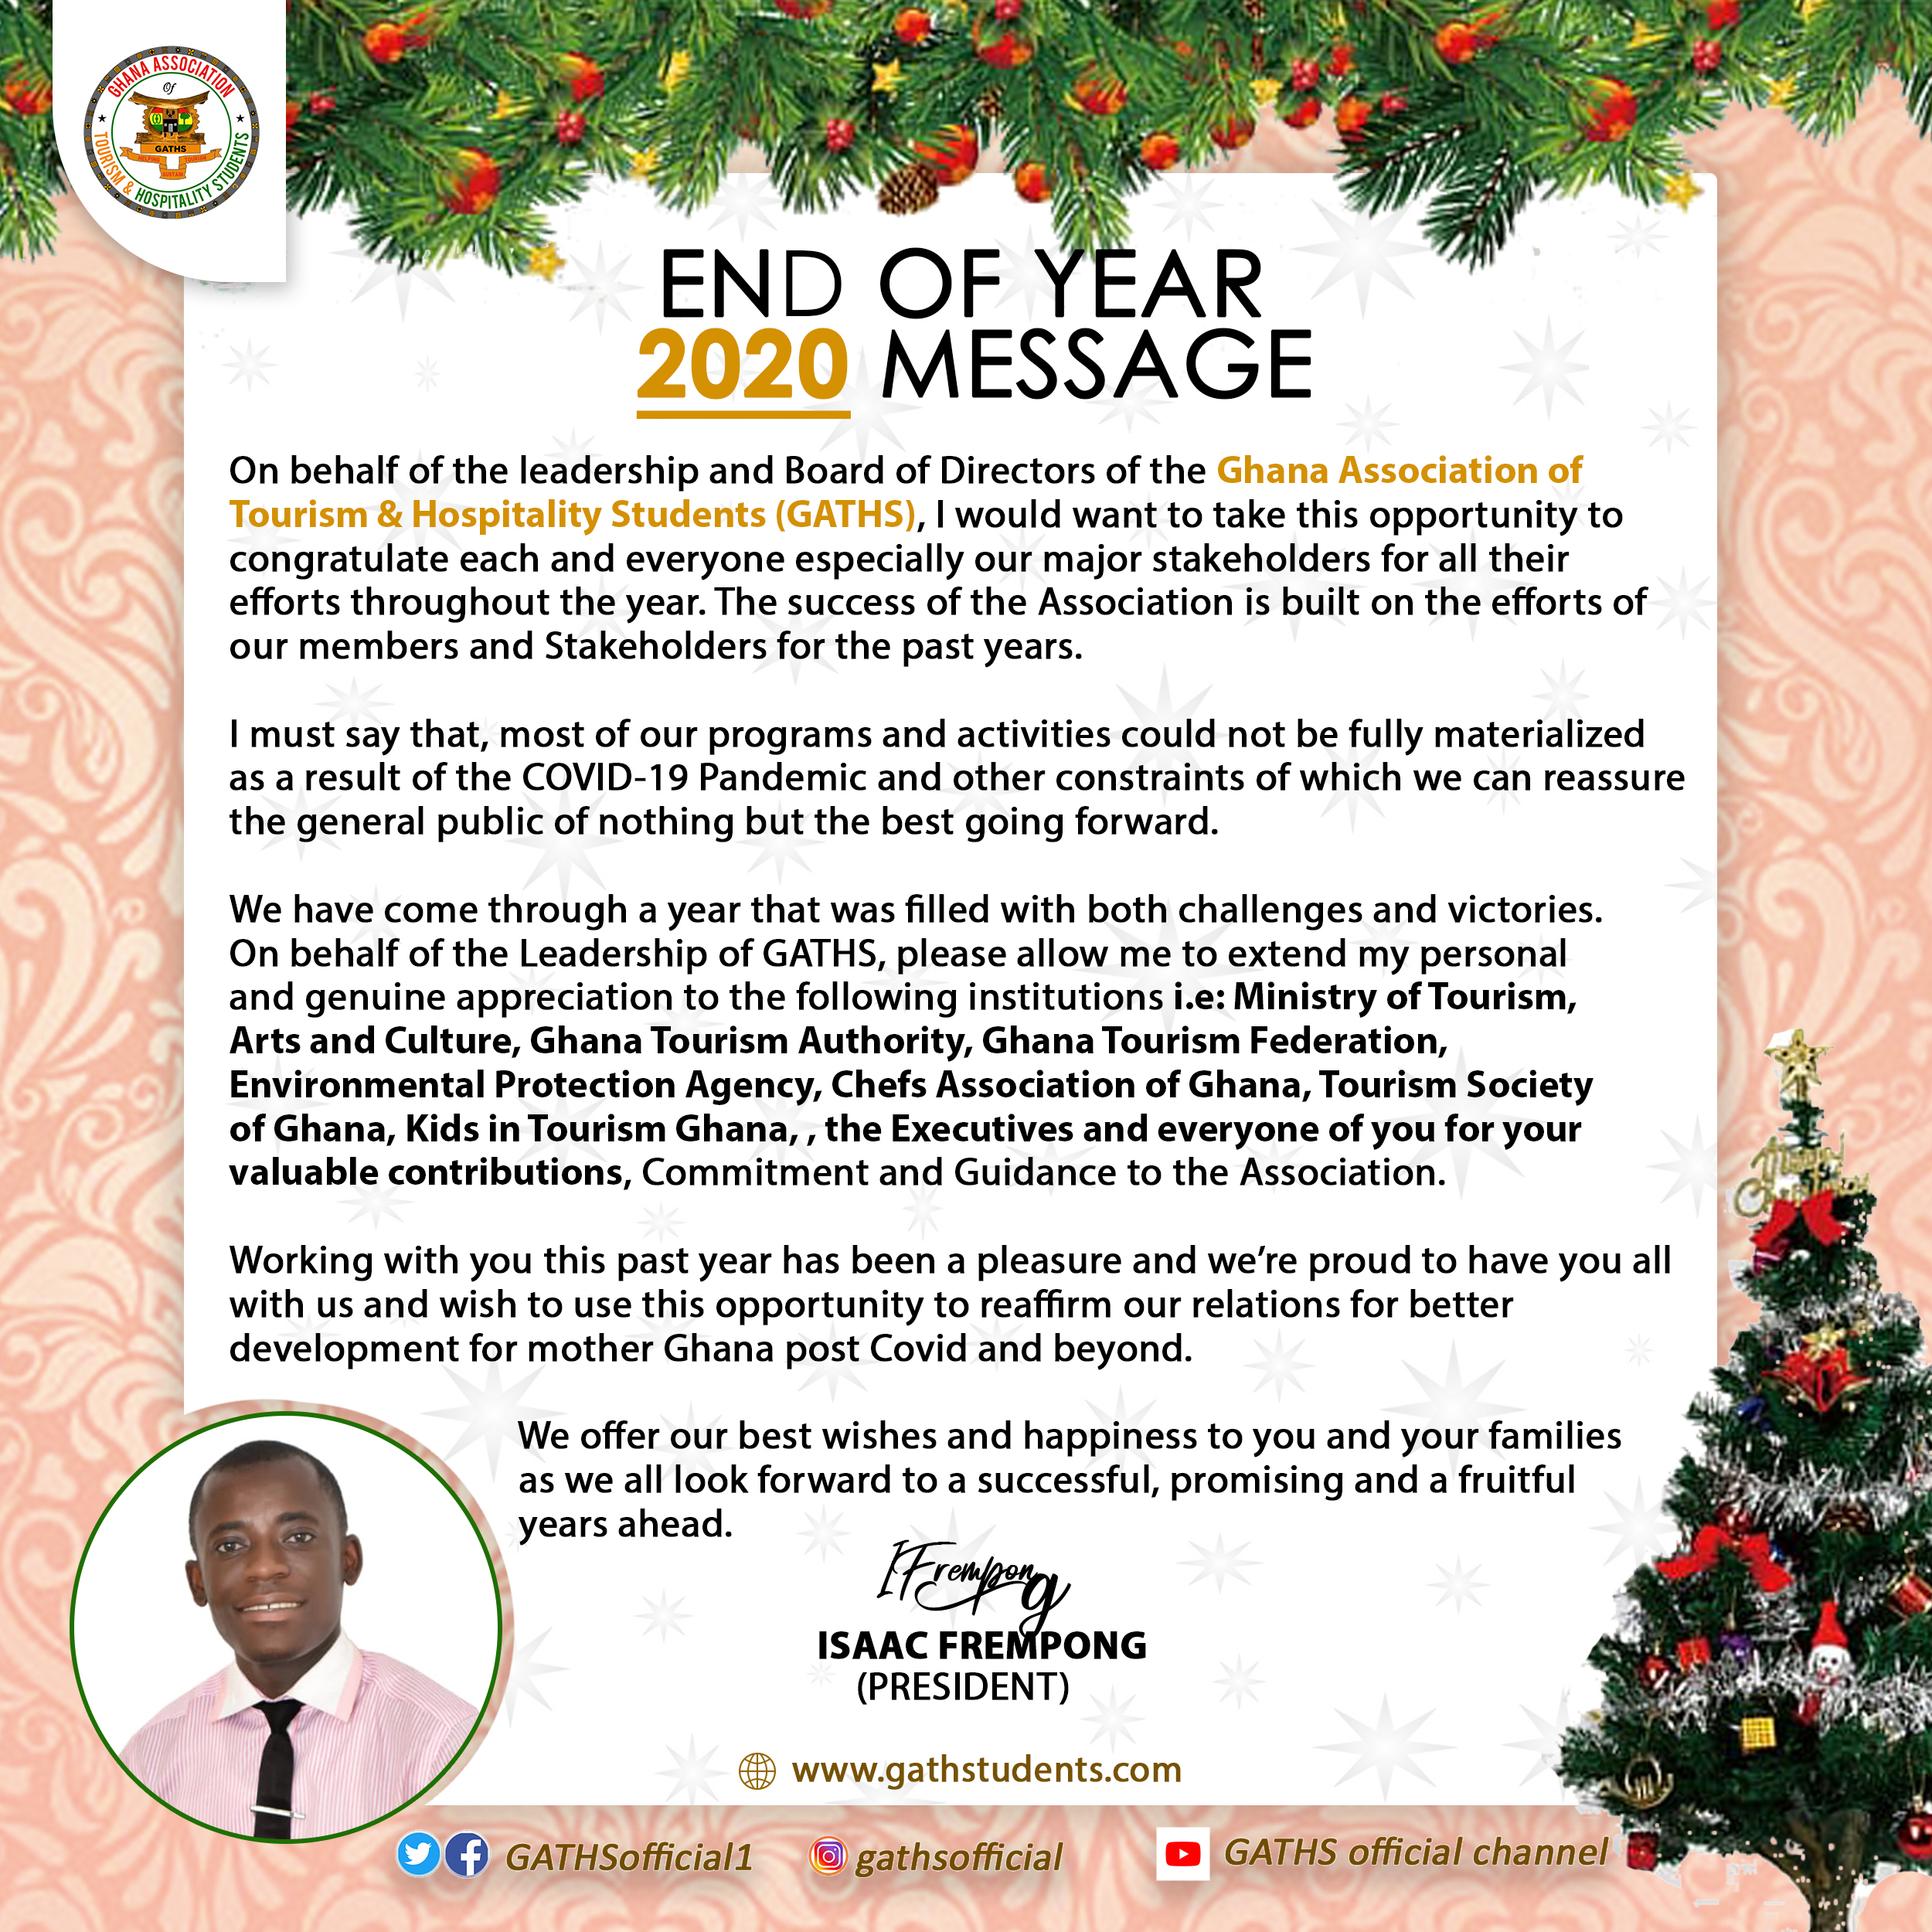 GHANA ASSOCIATION
Of
TOURISM & HOSPITALITY STUDENTS
GATHS
HELPING TOURISM
SUSTAIN
END OF YEAR
2020 MESSAGE
On behalf of the leadership and Board of Directors of the Ghana Association of
Tourism & Hospitality Students (GATHS), I would want to take this opportunity to
congratulate each and everyone especially our major stakeholders for all their
efforts throughout the year. The success of the Association is built on the efforts of
our members and Stakeholders for the past years.
I must say that, most of our programs and activities could not be fully materialized
as a result of the COVID-19 Pandemic and other constraints of which we can reassure
the general public of nothing but the best going forward.
We have come through a year that was filled with both challenges and victories.
On behalf of the Leadership of GATHS, please allow me to extend my personal
and genuine appreciation to the following institutions i.e: Ministry of Tourism,
Arts and Culture, Ghana Tourism Authority, Ghana Tourism Federation,
Environmental Protection Agency, Chefs Association of Ghana, Tourism Society
of Ghana, Kids in Tourism Ghana, , the Executives and everyone of you for your
valuable contributions, Commitment and Guidance to the Association.
Working with you this past year has been a pleasure and we’re proud to have you all
with us and wish to use this opportunity to reaffirm our relations for better
development for mother Ghana post Covid and beyond.
We offer our best wishes and happiness to you and your families
as we all look forward to a successful, promising and a fruitful
years ahead.
IFrempong
ISAAC FREMPONG
(PRESIDENT)
www.gathstudents.com
GATHSofficial1
gathsofficial
GATHS official channel